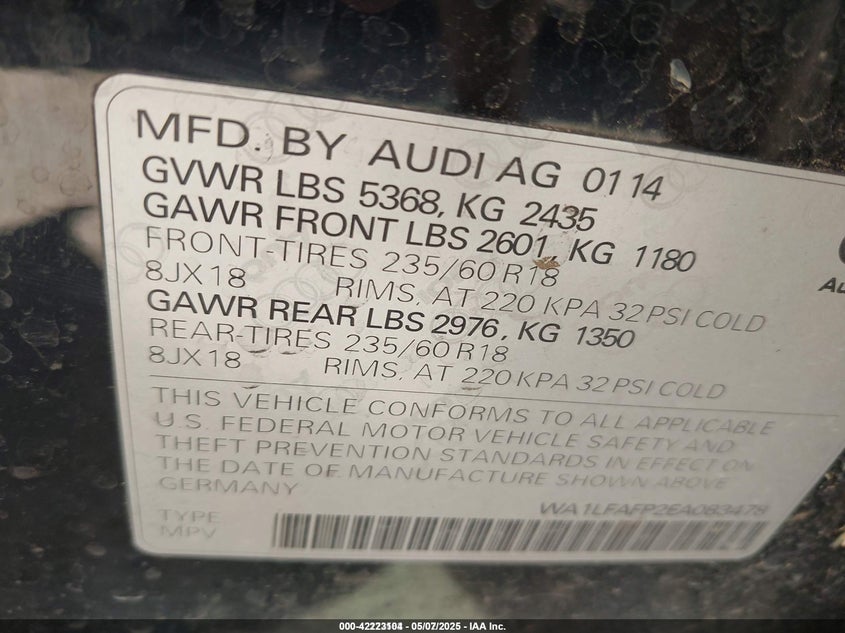 MFD. BY AUDI AG 0114
GVWR LBS 5368, KG 2435
GAWR FRONT LBS 2601, KG 1180
FRONT-TIRES 235/60 R18
8JX18 RIMS, AT 220 KPA 32 PSI COLD
GAWR REAR LBS 2976, KG 1350
REAR-TIRES 235/60 R18
8JX18 RIMS, AT 220 KPA 32 PSI COLD
THIS VEHICLE CONFORMS TO ALL APPLICABLE
U.S. FEDERAL MOTOR VEHICLE SAFETY AND
THEFT PREVENTION STANDARDS IN EFFECT ON
THE DATE OF MANUFACTURE SHOWN ABOVE
GERMANY
WA1LFAFP2EA083478
TYPE
MPV
Au
05/07/2025 - IAA Inc.